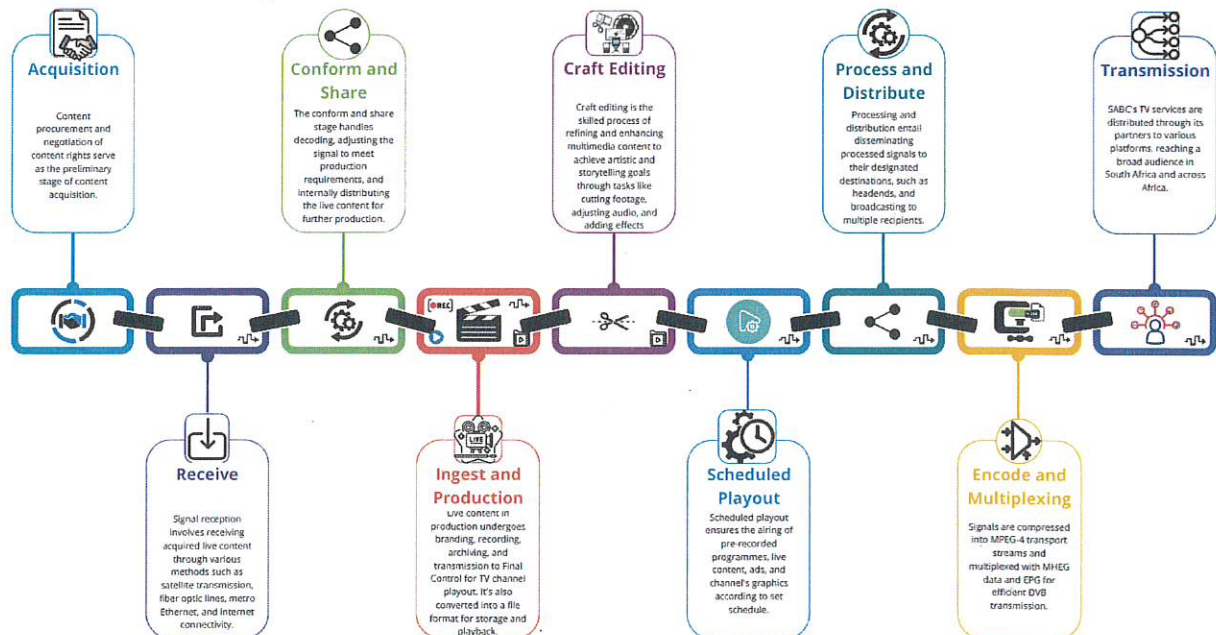 Acquisition
Content
procurement and
negotiation of
content rights serve
as the preliminary
stage of content
acquisition.
Conform and
Share
The conform and share
stage handles
decoding, adjusting the
signal to meet
production
requirements, and
internally distributing
the live content for
further production.
Craft Editing
Craft editing is the
skilled process of
refining and enhancing
multimedia content to
achieve artistic and
storytelling goals
through tasks like
cutting footage,
adjusting audio, and
adding effects
Process and
Distribute
Processing and
distribution entail
disseminating
processed signals to
their designated
destinations, such as
headends, and
broadcasting to
multiple recipients.
Transmission
SABC's TV services are
distributed through its
partners to various
platforms, reaching a
broad audience in
South Africa and across
Africa.
REC
Receive
Signal reception
involves receiving
acquired live content
through various
methods such as
satellite transmission,
fiber optic lines, metro
Ethernet, and internet
connectivity.
LIVE
Ingest and
Production
Live content in
production undergoes
branding, recording,
archiving, and
transmission to Final
Control for TV channel
playout. It's also
converted into a file
format for storage and
playback.
Scheduled
Playout
Scheduled playout
ensures the airing of
pre-recorded
programmes, live
content, ads, and
channel's graphics
according to set
schedule.
Encode and
Multiplexing
Signals are compressed
into MPEG-4 transport
streams and
multiplexed with MHEG
data and EPG for
efficient DVB
transmission.